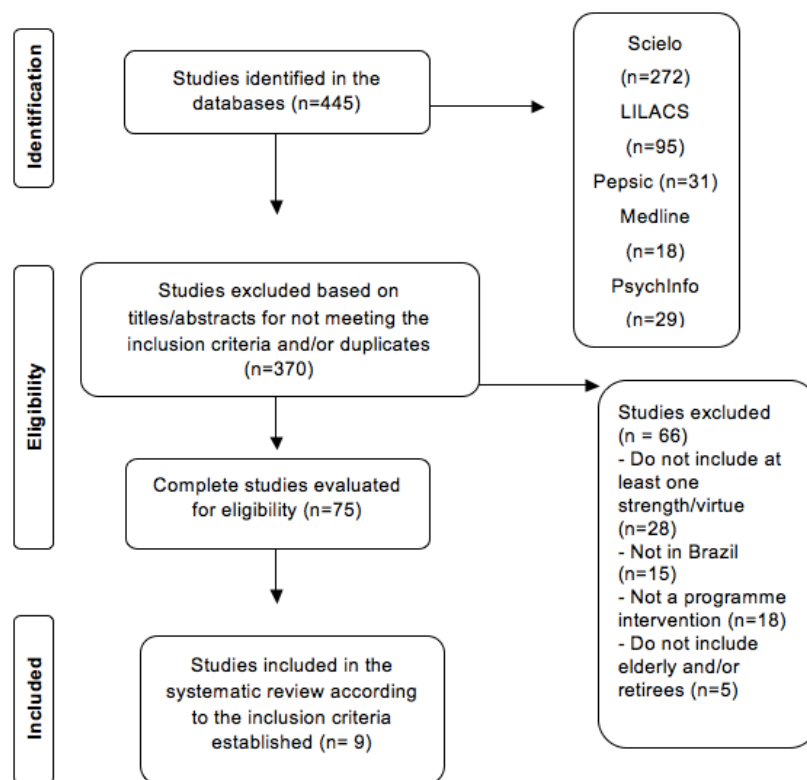 Identification
Studies identified in the
databases (n=445)
Scielo
(n=272)
LILACS
(n=95)
Pepsic (n=31)
Medline
(n=18)
PsychInfo
(n=29)
Eligibility
Studies excluded based on
titles/abstracts for not meeting the
inclusion criteria and/or duplicates
(n=370)
Studies excluded
(n = 66)
- Do not include at
least one
strength/virtue
(n=28)
- Not in Brazil
(n=15)
- Not a programme
intervention (n=18)
- Do not include
elderly and/or
retirees (n=5)
Complete studies evaluated
for eligibility (n=75)
Included
Studies included in the
systematic review according
to the inclusion criteria
established (n= 9)